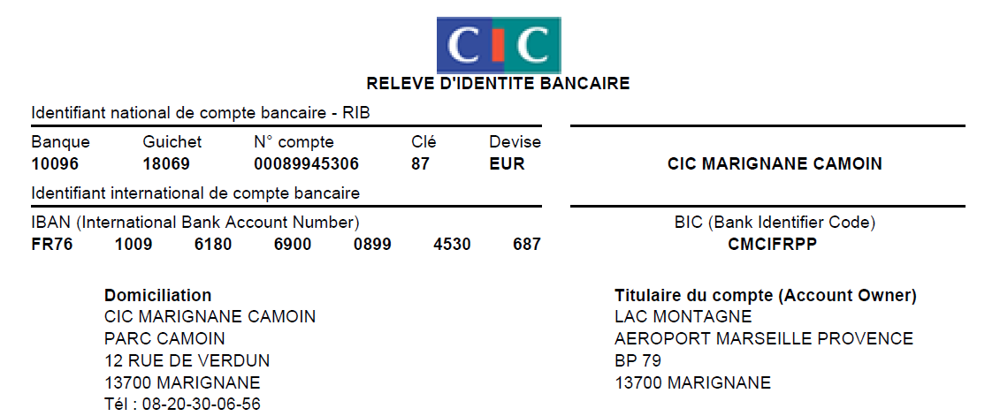 CIC
RELEVE D'IDENTITE BANCAIRE
Identifiant national de compte bancaire - RIB
Banque Guichet N° compte Clé Devise
10096 18069 00089945306 87 EUR
CIC MARIGNANE CAMOIN
Identifiant international de compte bancaire
IBAN (International Bank Account Number)
FR76 1009 6180 6900 0899 4530 687
BIC (Bank Identifier Code)
CMCIFRPP
Domiciliation
CIC MARIGNANE CAMOIN
PARC CAMOIN
12 RUE DE VERDUN
13700 MARIGNANE
Tél : 08-20-30-06-56
Titulaire du compte (Account Owner)
LAC MONTAGNE
AEROPORT MARSEILLE PROVENCE
BP 79
13700 MARIGNANE